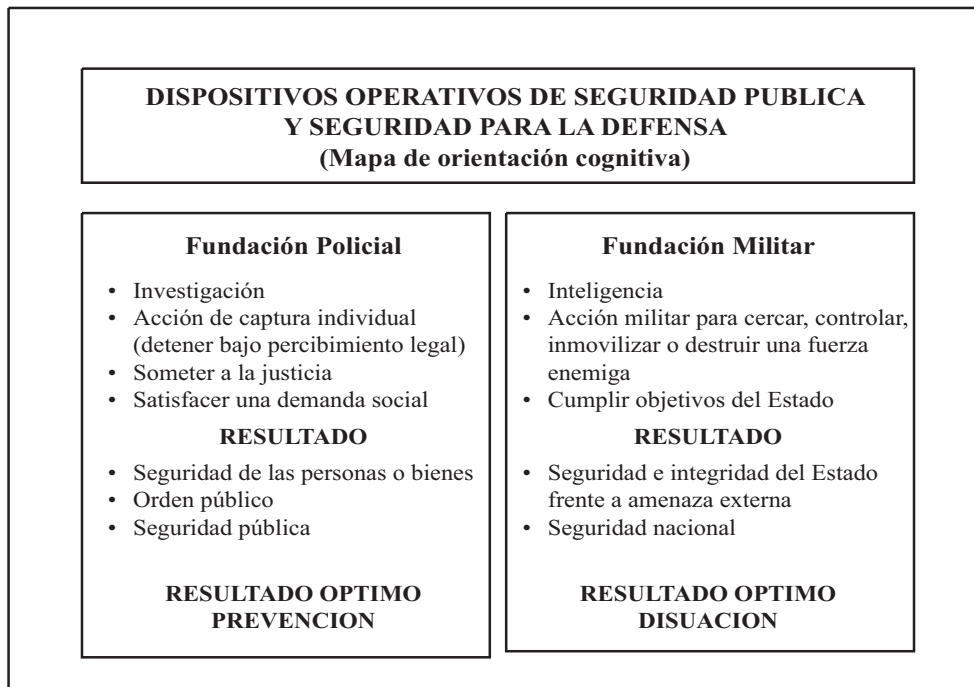 DISPOSITIVOS OPERATIVOS DE SEGURIDAD PUBLICA
Y SEGURIDAD PARA LA DEFENSA
(Mapa de orientación cognitiva)
Fundación Policial
• Investigación
• Acción de captura individual
(detener bajo percibimiento legal)
• Someter a la justicia
• Satisfacer una demanda social
RESULTADO
• Seguridad de las personas o bienes
• Orden público
• Seguridad pública
RESULTADO OPTIMO
PREVENCION
Fundación Militar
• Inteligencia
• Acción militar para cercar, controlar,
inmovilizar o destruir una fuerza
enemiga
• Cumplir objetivos del Estado
RESULTADO
• Seguridad e integridad del Estado
frente a amenaza externa
• Seguridad nacional
RESULTADO OPTIMO
DISUACION